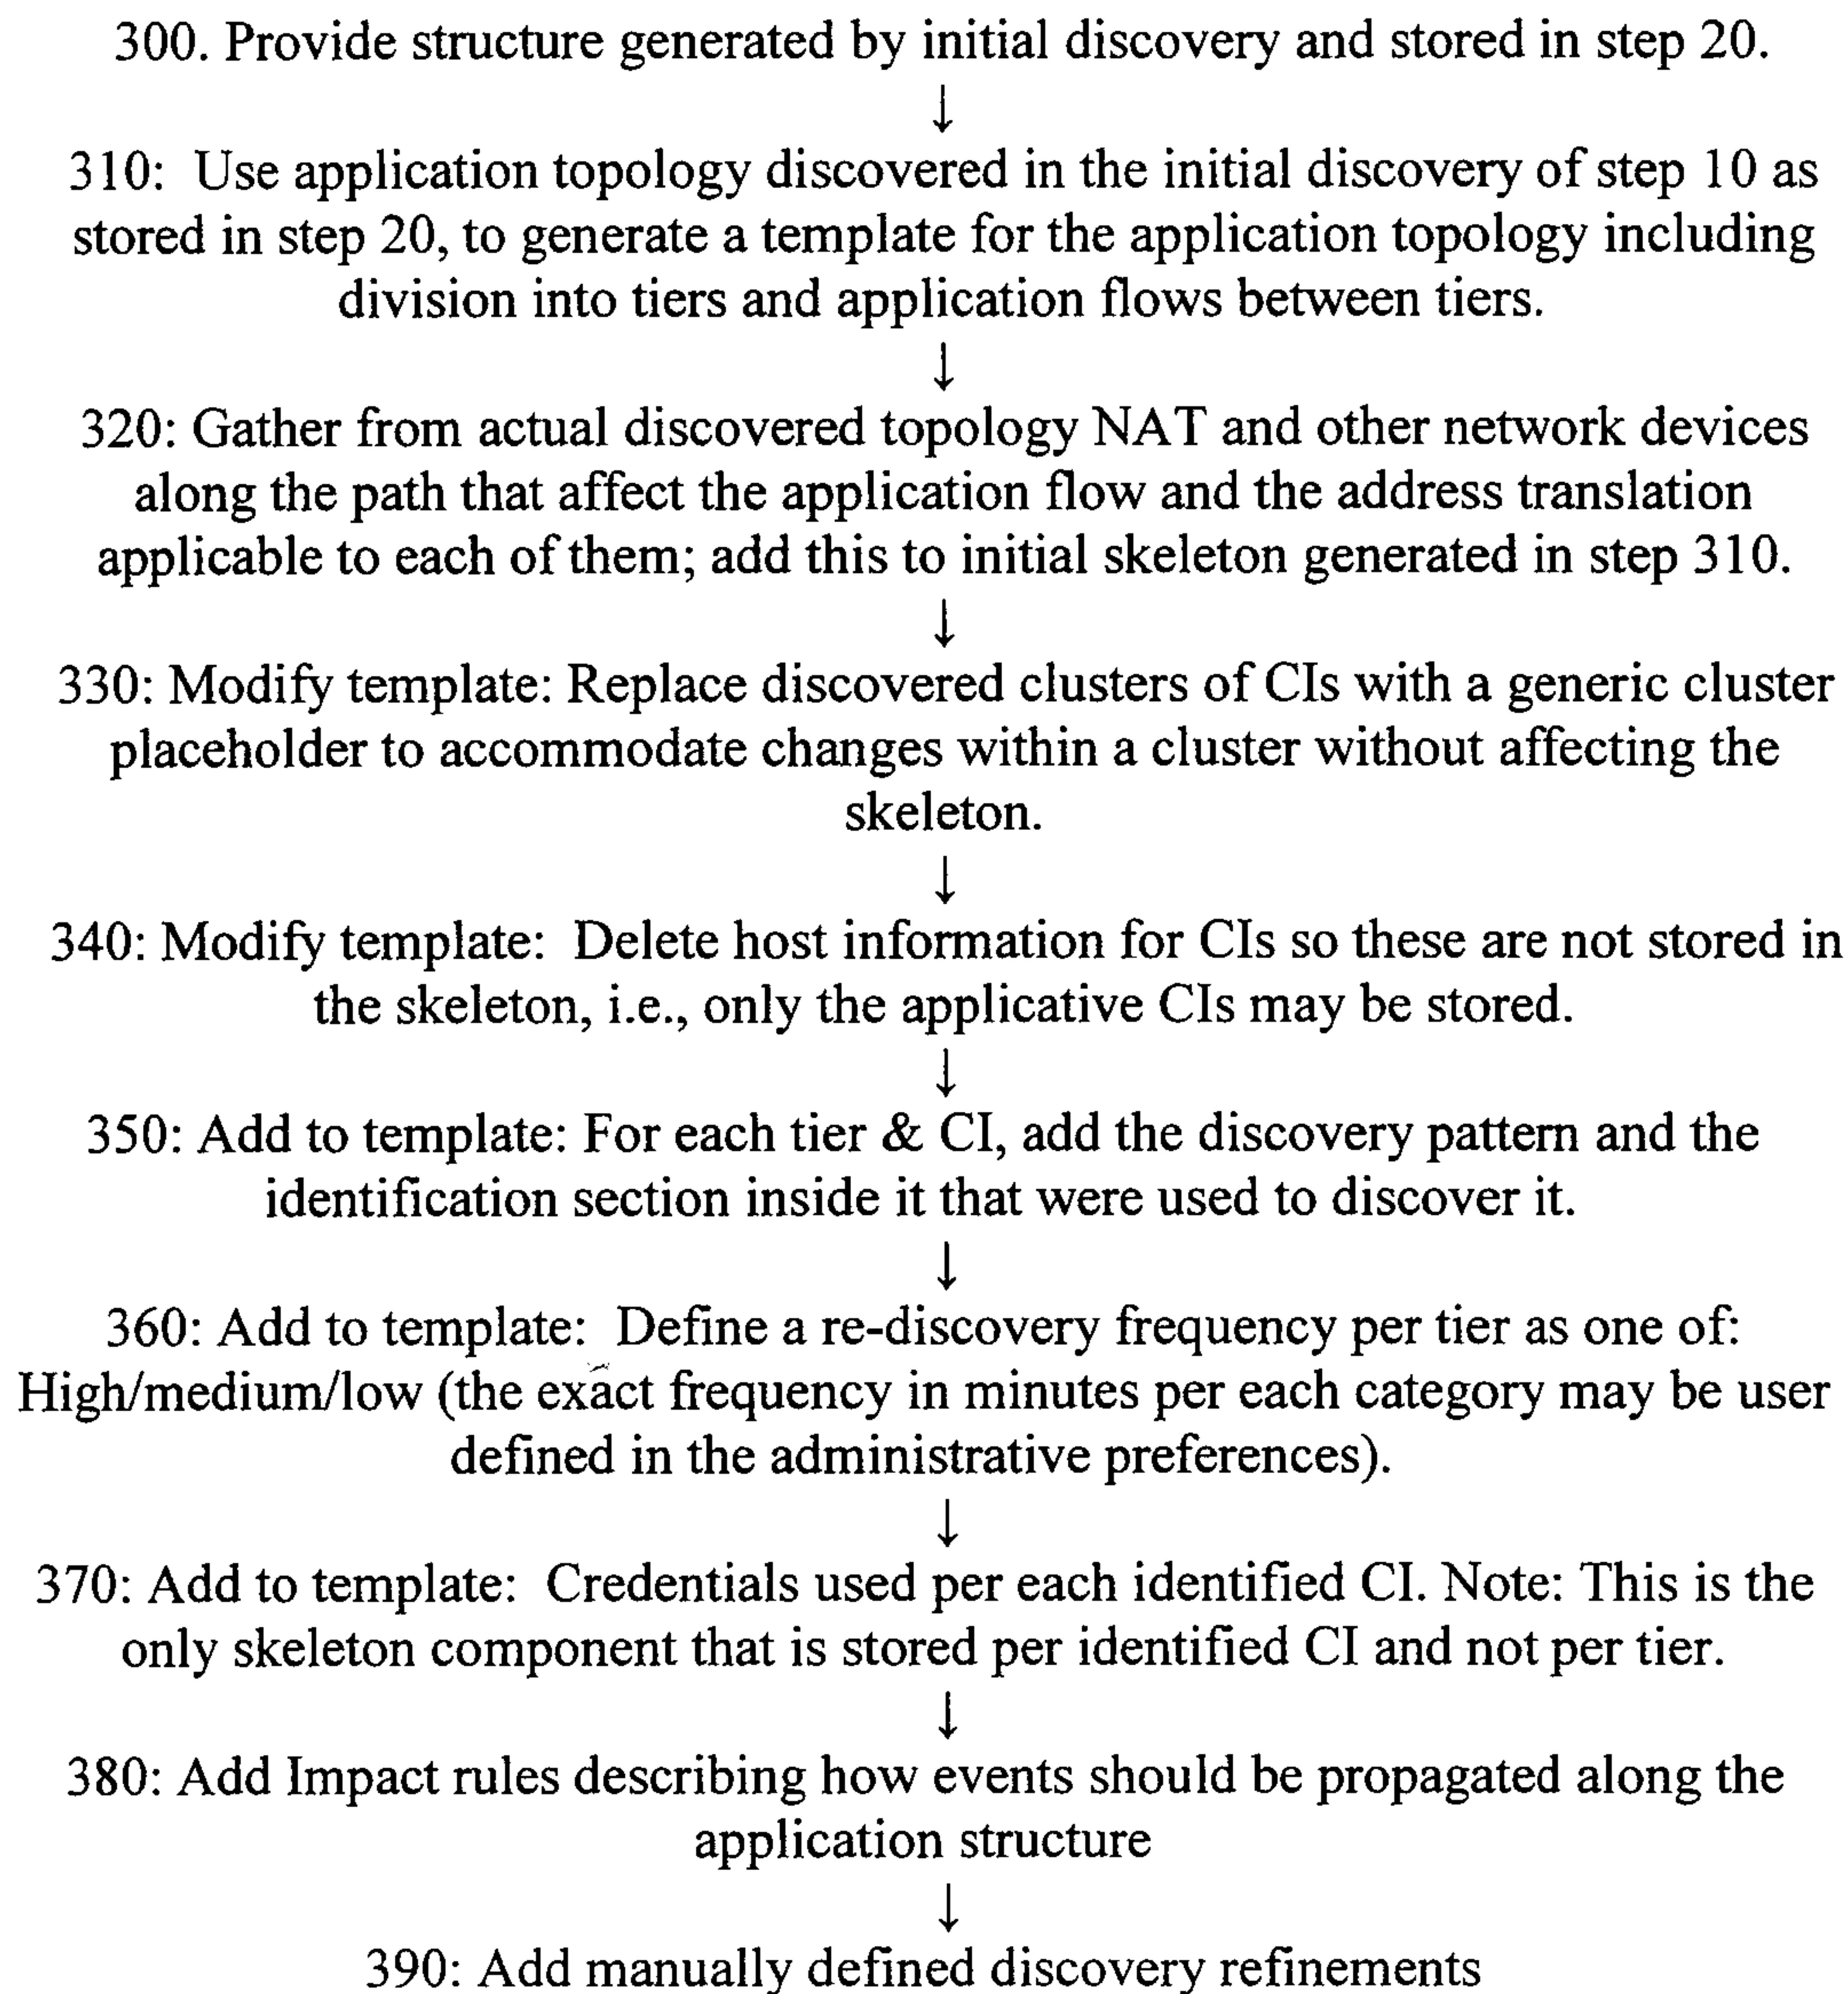 300. Provide structure generated by initial discovery and stored in step 20.
↓
310: Use application topology discovered in the initial discovery of step 10 as
stored in step 20, to generate a template for the application topology including
division into tiers and application flows between tiers.
↓
320: Gather from actual discovered topology NAT and other network devices
along the path that affect the application flow and the address translation
applicable to each of them; add this to initial skeleton generated in step 310.
↓
330: Modify template: Replace discovered clusters of CIs with a generic cluster
placeholder to accommodate changes within a cluster without affecting the
skeleton.
↓
340: Modify template: Delete host information for CIs so these are not stored in
the skeleton, i.e., only the applicative CIs may be stored.
↓
350: Add to template: For each tier & CI, add the discovery pattern and the
identification section inside it that were used to discover it.
↓
360: Add to template: Define a re-discovery frequency per tier as one of:
High/medium/low (the exact frequency in minutes per each category may be user
defined in the administrative preferences).
↓
370: Add to template: Credentials used per each identified CI. Note: This is the
only skeleton component that is stored per identified CI and not per tier.
↓
380: Add Impact rules describing how events should be propagated along the
application structure
↓
390: Add manually defined discovery refinements